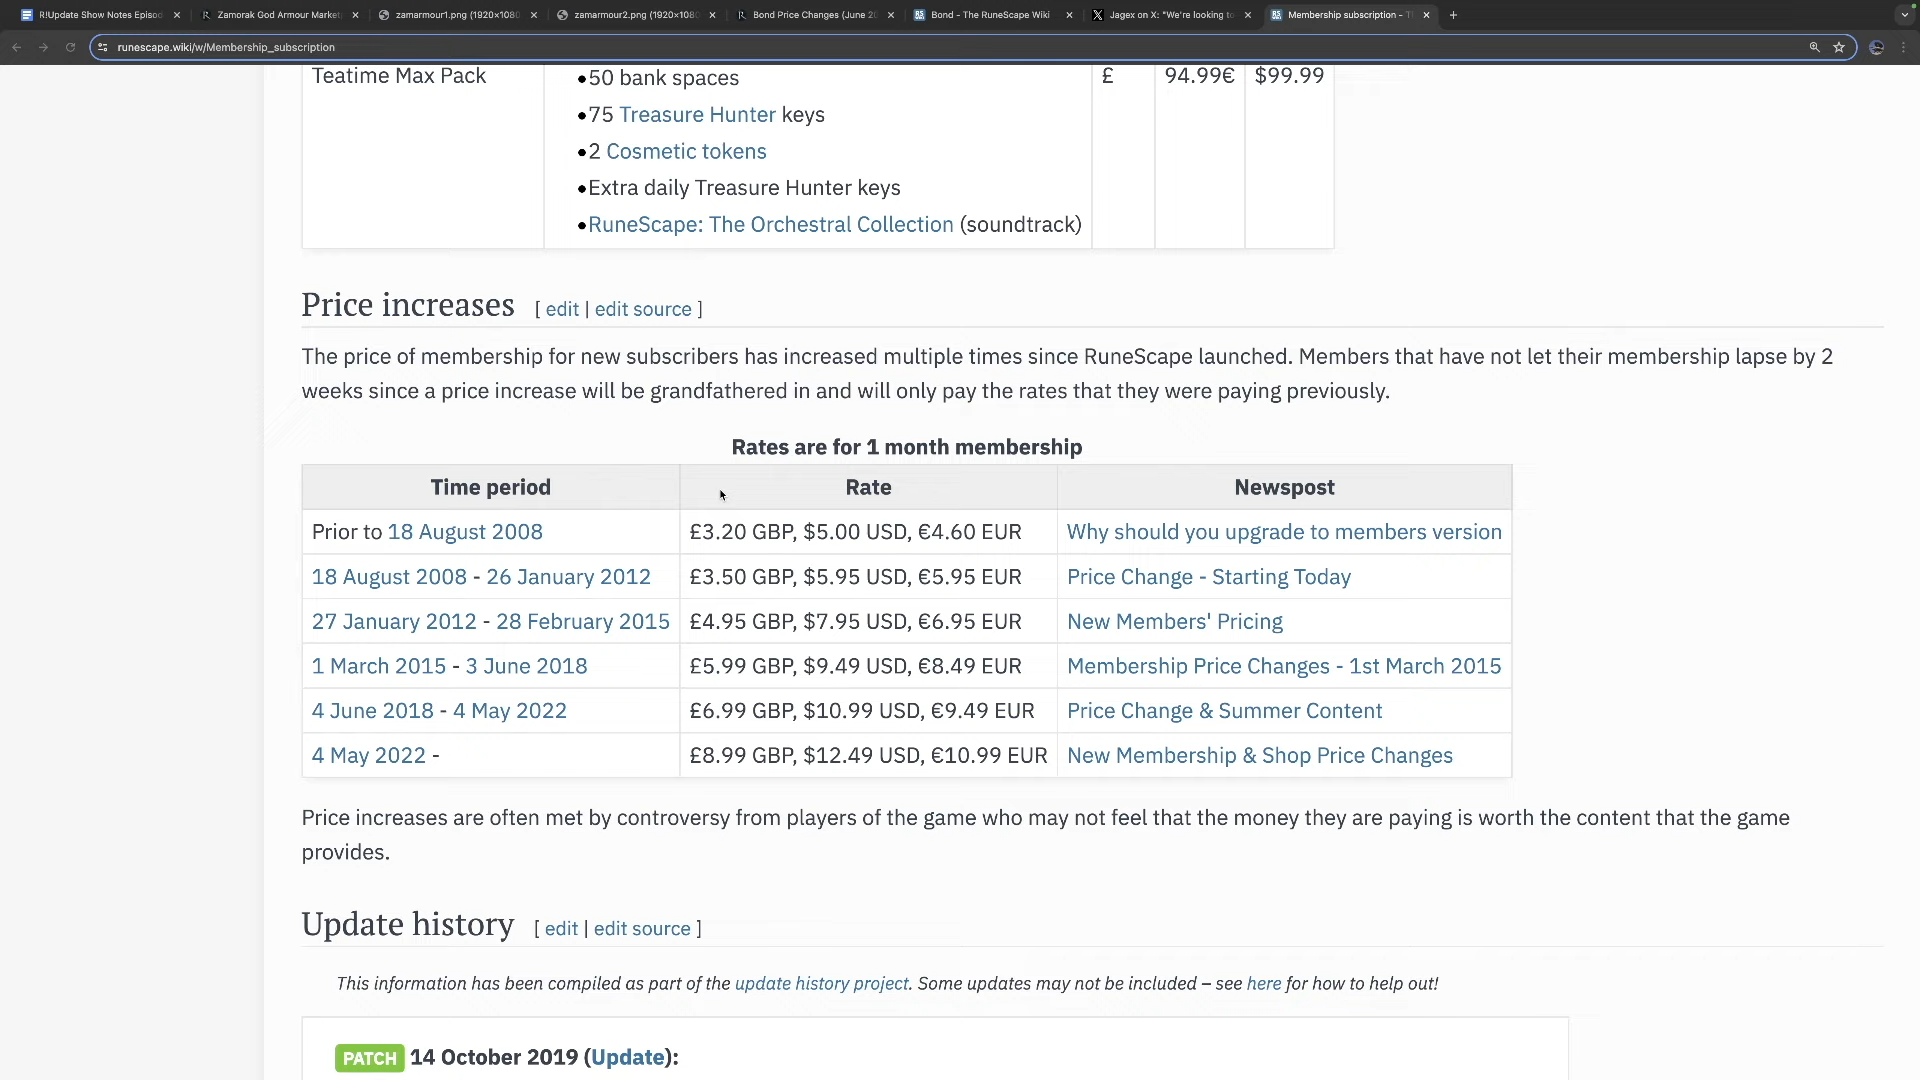 R!Update Show Notes Episod
Zamorak God Armour Market
zamarmour1.png (1920×1080
zamarmour2.png (1920×1080
Bond Price Changes (June 20
Bond - The RuneScape Wiki
Jagex on X: "We're looking to
Membership subscription - Th
runescape.wiki/w/Membership_subscription
Teatime Max Pack
•50 bank spaces
£
94.99€
$99.99
•75 Treasure Hunter keys
•2 Cosmetic tokens
•Extra daily Treasure Hunter keys
•RuneScape: The Orchestral Collection (soundtrack)
Price increases [ edit | edit source ]
The price of membership for new subscribers has increased multiple times since RuneScape launched. Members that have not let their membership lapse by 2
weeks since a price increase will be grandfathered in and will only pay the rates that they were paying previously.
Rates are for 1 month membership
Time period Rate Newspost
Prior to 18 August 2008 £3.20 GBP, $5.00 USD, €4.60 EUR Why should you upgrade to members version
18 August 2008 - 26 January 2012 £3.50 GBP, $5.95 USD, €5.95 EUR Price Change - Starting Today
27 January 2012 - 28 February 2015 £4.95 GBP, $7.95 USD, €6.95 EUR New Members' Pricing
1 March 2015 - 3 June 2018 £5.99 GBP, $9.49 USD, €8.49 EUR Membership Price Changes - 1st March 2015
4 June 2018 - 4 May 2022 £6.99 GBP, $10.99 USD, €9.49 EUR Price Change & Summer Content
4 May 2022 - £8.99 GBP, $12.49 USD, €10.99 EUR New Membership & Shop Price Changes
Price increases are often met by controversy from players of the game who may not feel that the money they are paying is worth the content that the game
provides.
Update history [ edit | edit source ]
This information has been compiled as part of the update history project. Some updates may not be included – see here for how to help out!
PATCH 14 October 2019 (Update):